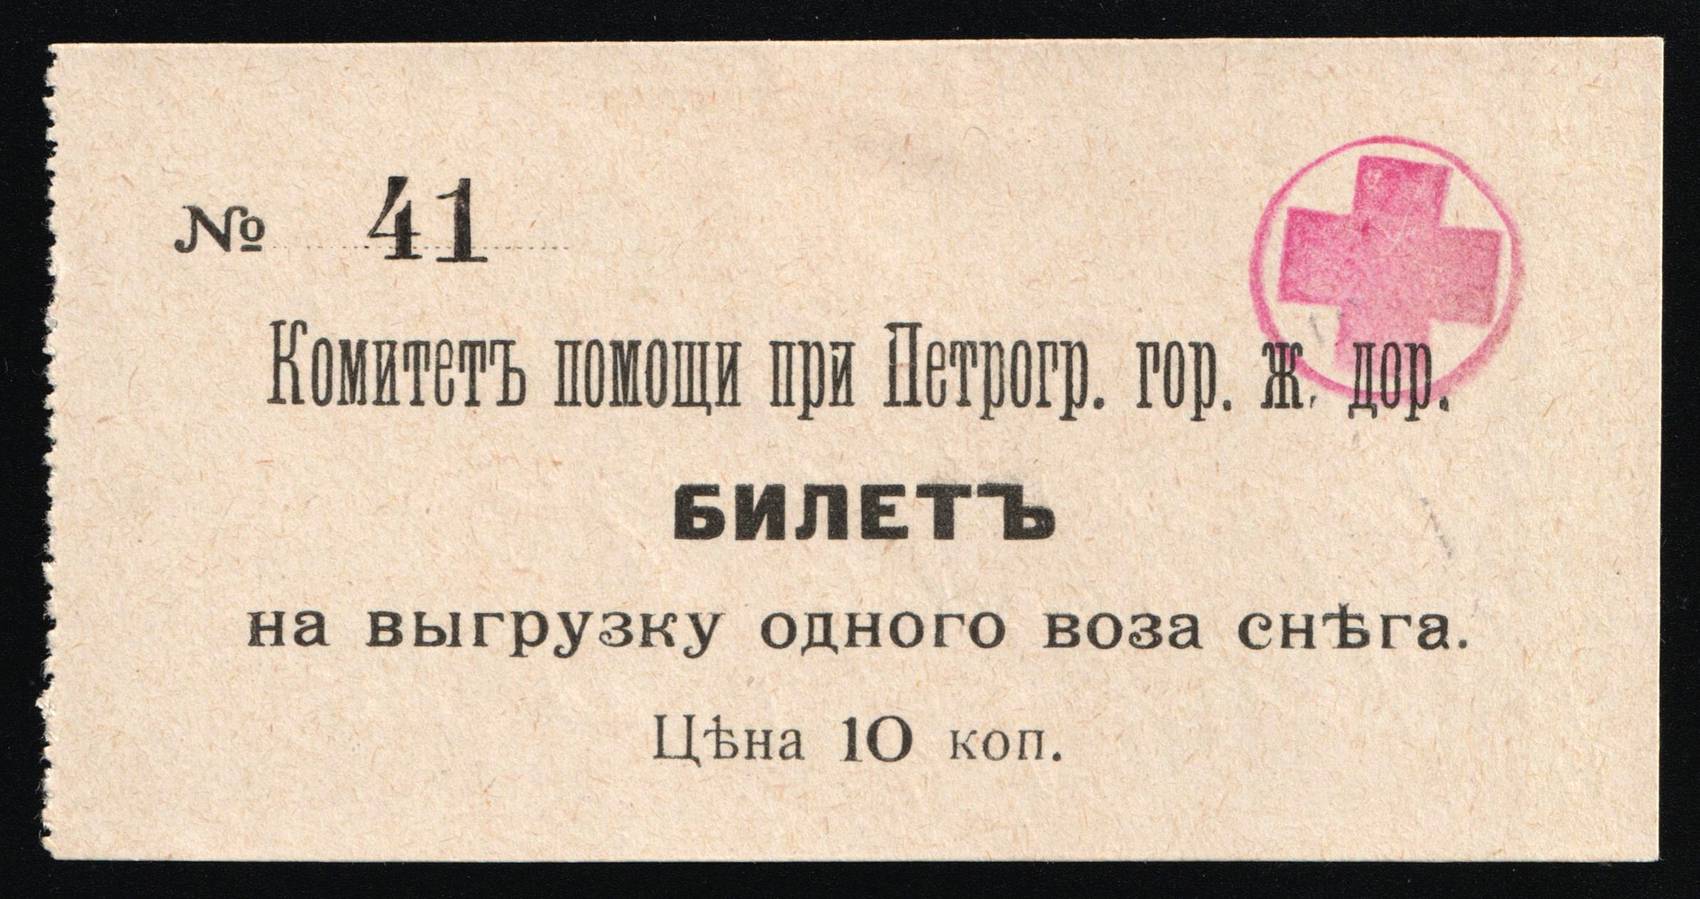 № 41
Комитетъ помощи при Петрогр. гор. ж. дор.
БИЛЕТЪ
на выгрузку одного воза снѣга.
Цѣна 10 коп.